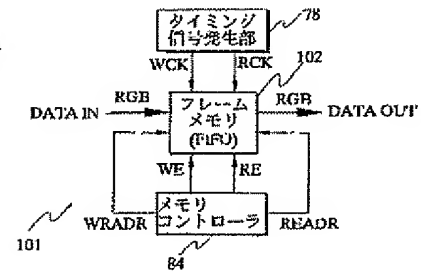 タイミング
信号発生部
78
WCK
RCK
102
RGB
RGB
DATA IN
フレーム
メモリ
(FIFO)
DATA OUT
WE
RE
メモリ
コントローラ
WRADR
READR
101
84